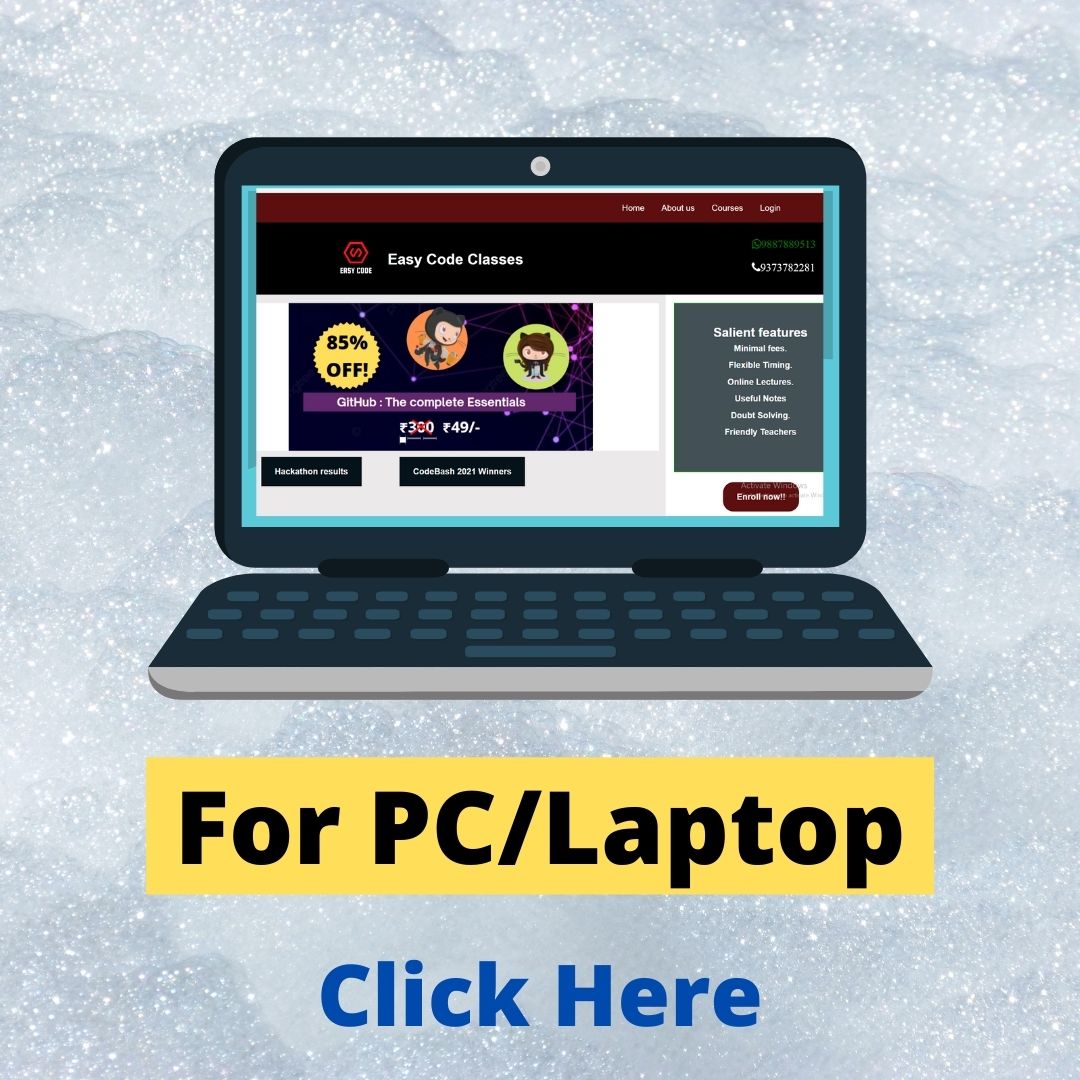 Home About us Courses Login
9887889513
EASY CODE
Easy Code Classes
9373782281
85%
OFF!
GitHub : The complete Essentials
₹300 ₹49/-
Hackathon results
CodeBash 2021 Winners
Salient features
Minimal fees.
Flexible Timing.
Online Lectures.
Useful Notes
Doubt Solving.
Friendly Teachers
Activate Windows
Enroll now!!
For PC/Laptop
Click Here